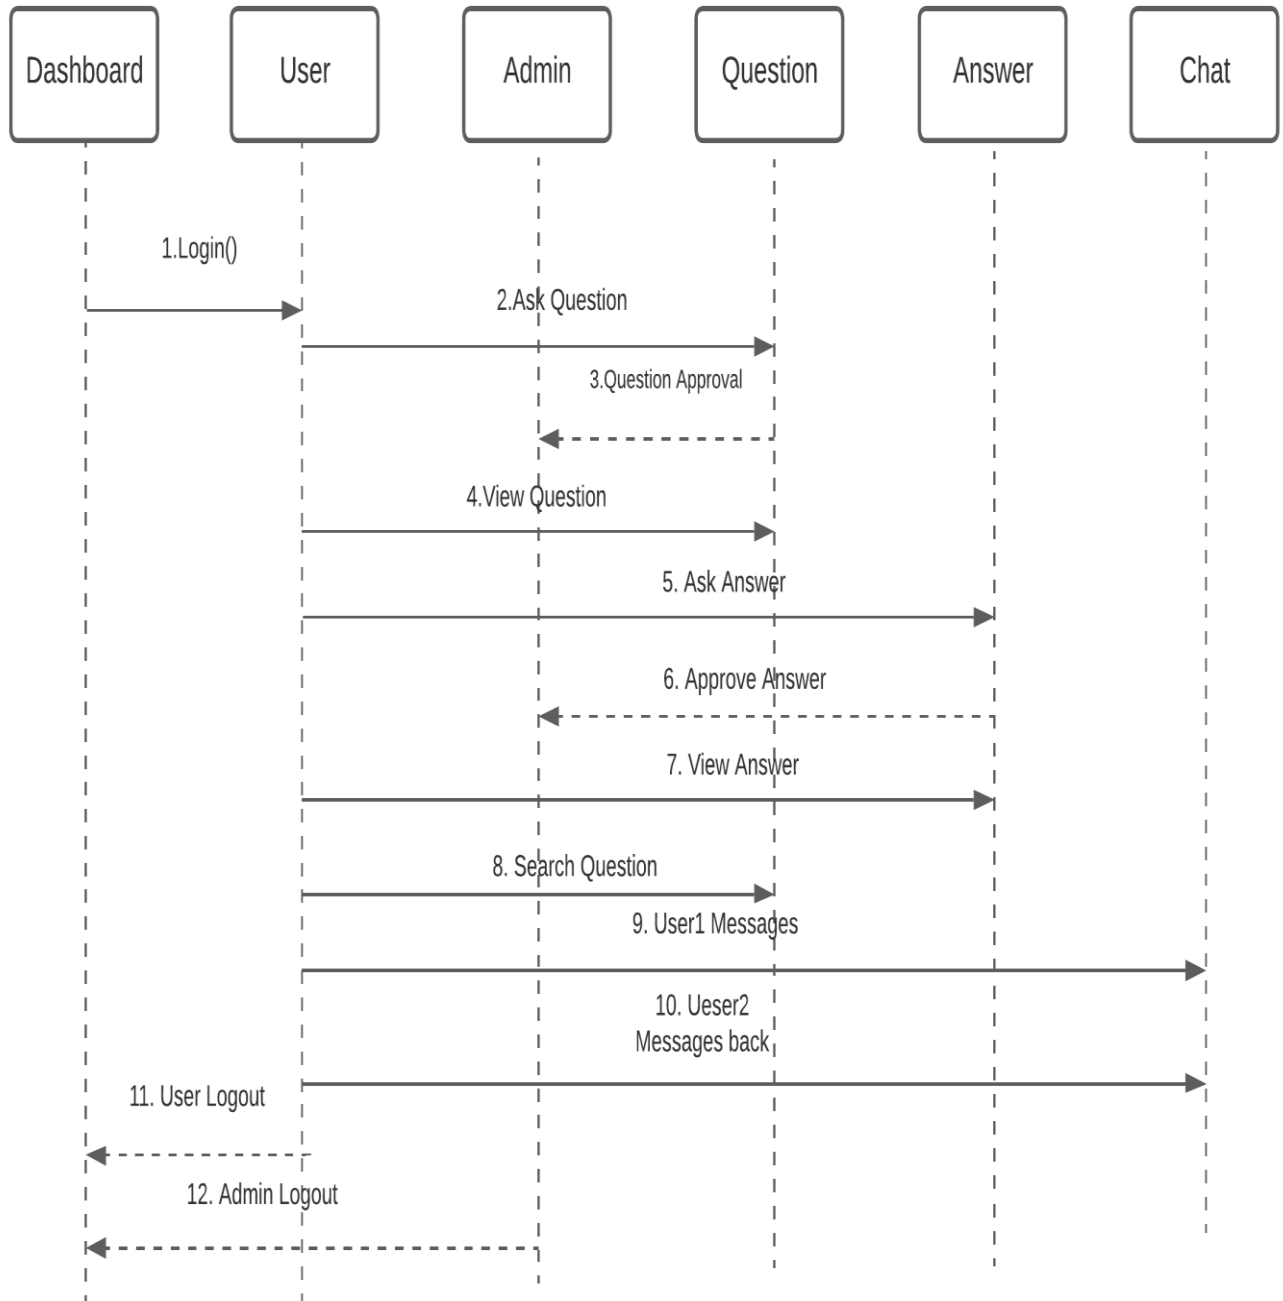 Dashboard
User
Admin
Question
Answer
Chat
1.Login()
2.Ask Question
3.Question Approval
4.View Question
5. Ask Answer
6. Approve Answer
7. View Answer
8. Search Question
9. User1 Messages
10. Ueser2
Messages back
11. User Logout
12. Admin Logout